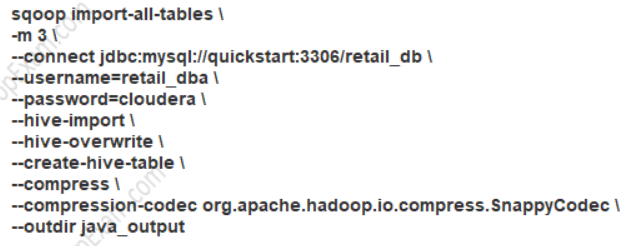 sqoop import-all-tables \
-m 3 \
--connect jdbc:mysql://quickstart:3306/retail_db \
--username=retail_dba \
--password=cloudera \
--hive-import \
--hive-overwrite \
--create-hive-table \
--compress \
--compression-codec org.apache.hadoop.io.compress.SnappyCodec \
--outdir java_output